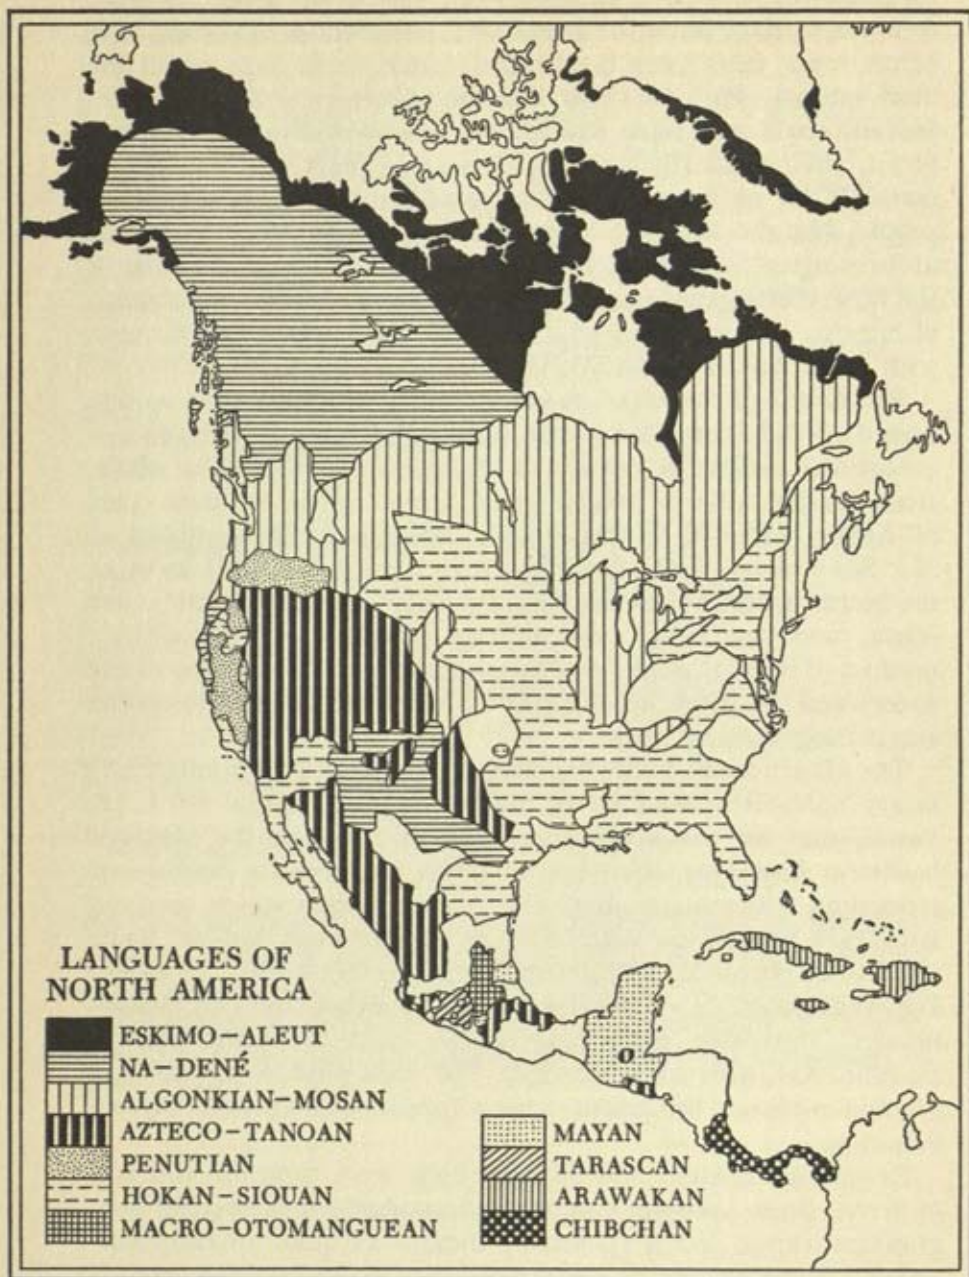 LANGUAGES OF
NORTH AMERICA
ESKIMO–ALEUT
NA–DENÉ
ALGONKIAN–MOSAN
AZTECO–TANOAN
PENUTIAN
HOKAN–SIOUAN
MACRO–OTOMANGUEAN
MAYAN
TARASCAN
ARAWAKAN
CHIBCHAN